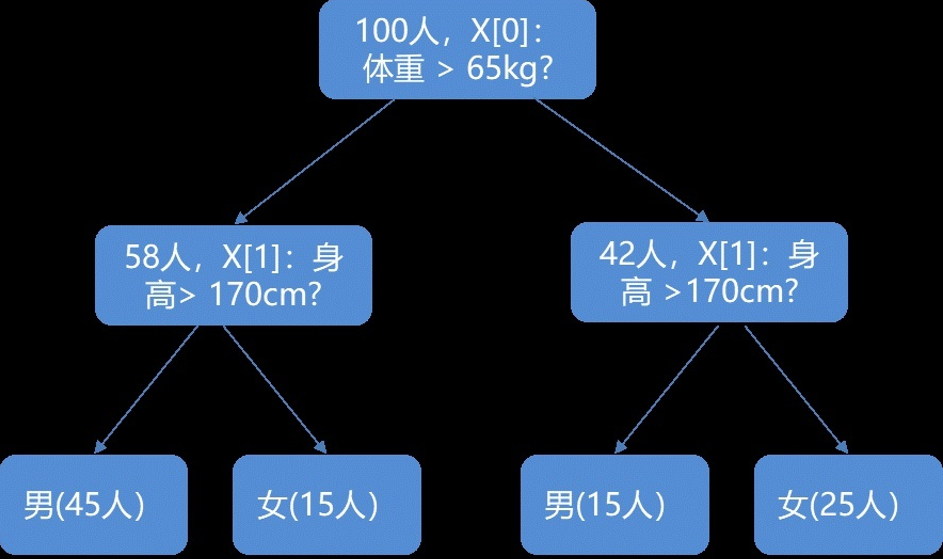 100人，X[0]：
体重 > 65kg?
58人，X[1]：身
高> 170cm?
42人，X[1]：身
高 >170cm?
男(45人)
女(15人)
男(15人)
女(25人)